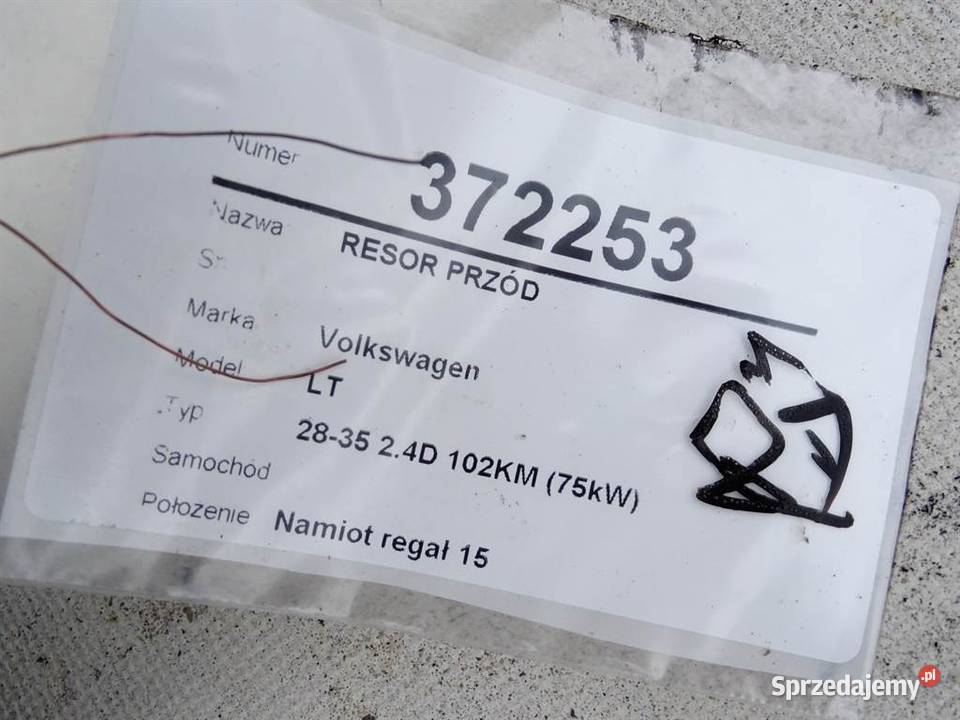 Numer 372253
Nazwa RESOR PRZÓD
Marka Volkswagen
Model LT
Typ 28-35 2.4D 102KM (75kW)
Samochód
Położenie Namiot regał 15
Sprzedajemy.pl